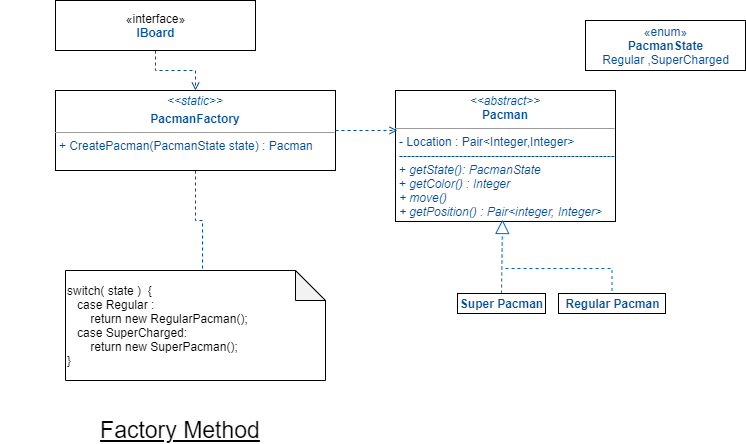 «interface»
IBoard
«enum»
PacmanState
Regular ,SuperCharged
<<static>>
PacmanFactory
+ CreatePacman(PacmanState state) : Pacman
<<abstract>>
Pacman
- Location : Pair<Integer,Integer>
+ getState(): PacmanState
+ getColor() : Integer
+ move()
+ getPosition() : Pair<integer, Integer>
switch( state ) {
case Regular :
return new RegularPacman();
case SuperCharged:
return new SuperPacman();
}
Super Pacman
Regular Pacman
Factory Method